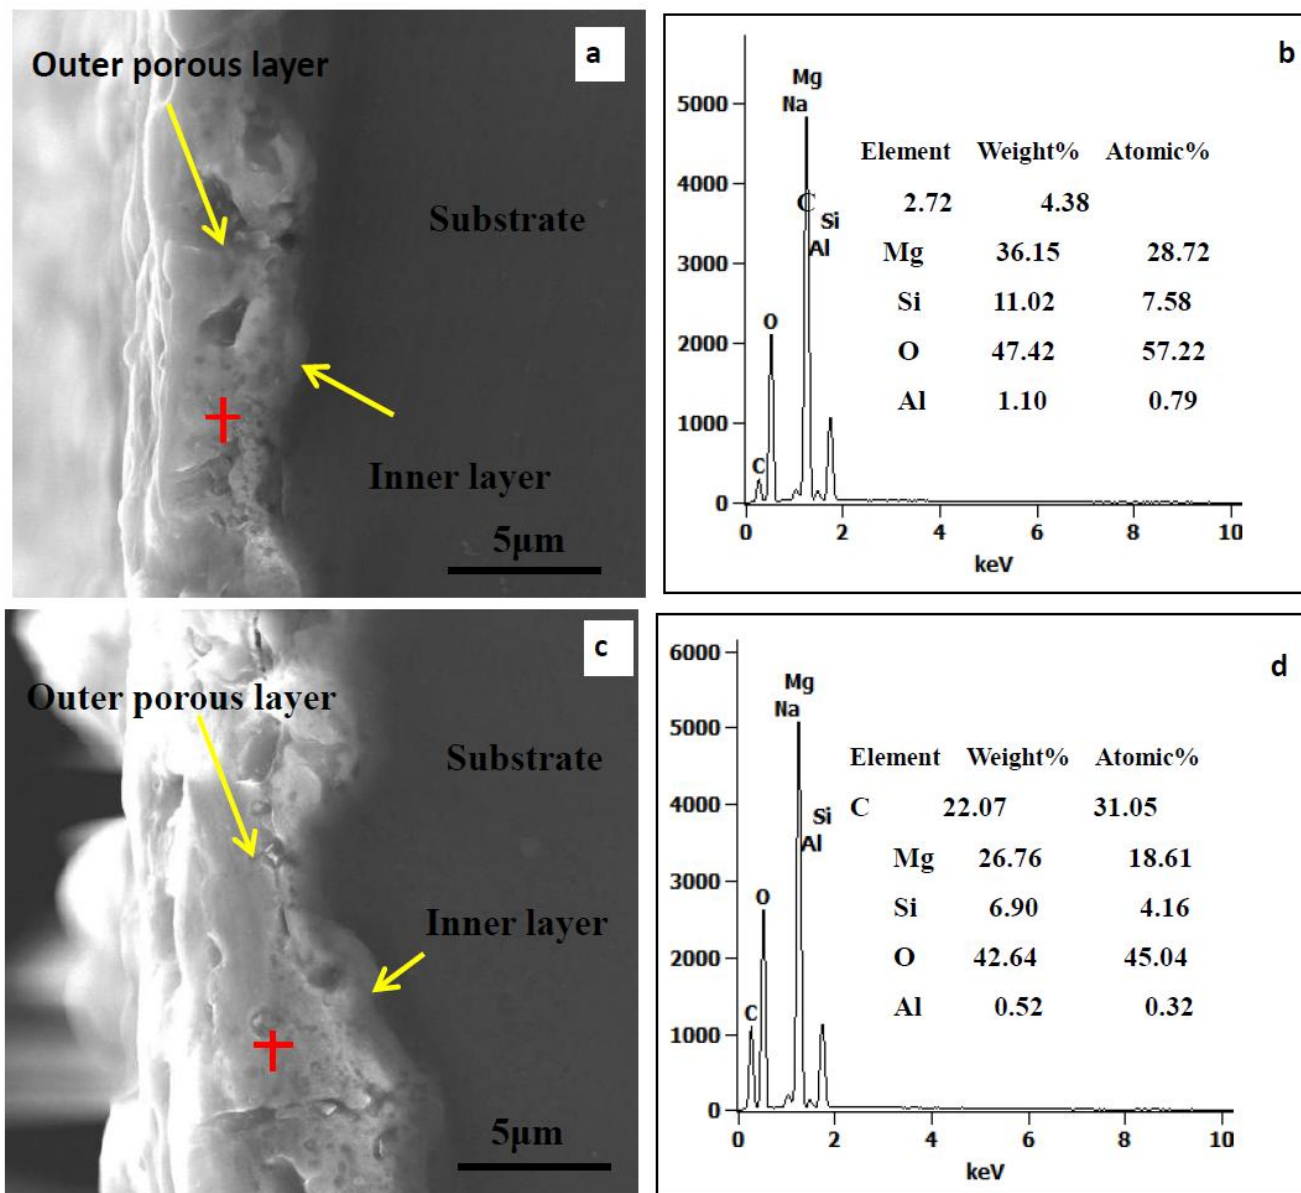 a
Outer porous layer
Substrate
Inner layer
5μm
b
Mg
Na
5000
4000
3000
2000
1000
0
C
Si
Al
O
C
Element Weight% Atomic%
2.72 4.38
Mg 36.15 28.72
Si 11.02 7.58
O 47.42 57.22
Al 1.10 0.79
0 2 4 6 8 10
keV
c
Outer porous layer
Substrate
Inner layer
5μm
d
6000
5000
4000
3000
2000
1000
0
Mg
Na
Si
Al
O
C
Element Weight% Atomic%
C 22.07 31.05
Mg 26.76 18.61
Si 6.90 4.16
O 42.64 45.04
Al 0.52 0.32
0 2 4 6 8 10
keV